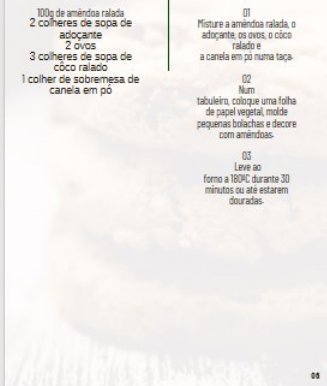 100g de amêndoa ralada
2 colheres de sopa de
adoçante
2 ovos
3 colheres de sopa de
côco ralado
1 colher de sobremesa de
canela em pó
01
Misture a amêndoa ralada, o
adoçante, os ovos, o côco
ralado e
a canela em pó numa taça.
02
Num
tabuleiro, coloque uma folha
de papel vegetal, molde
pequenas bolachas e decore
com amêndoas.
03
Leve ao
forno a 180ºC durante 30
minutos ou até estarem
douradas.
06